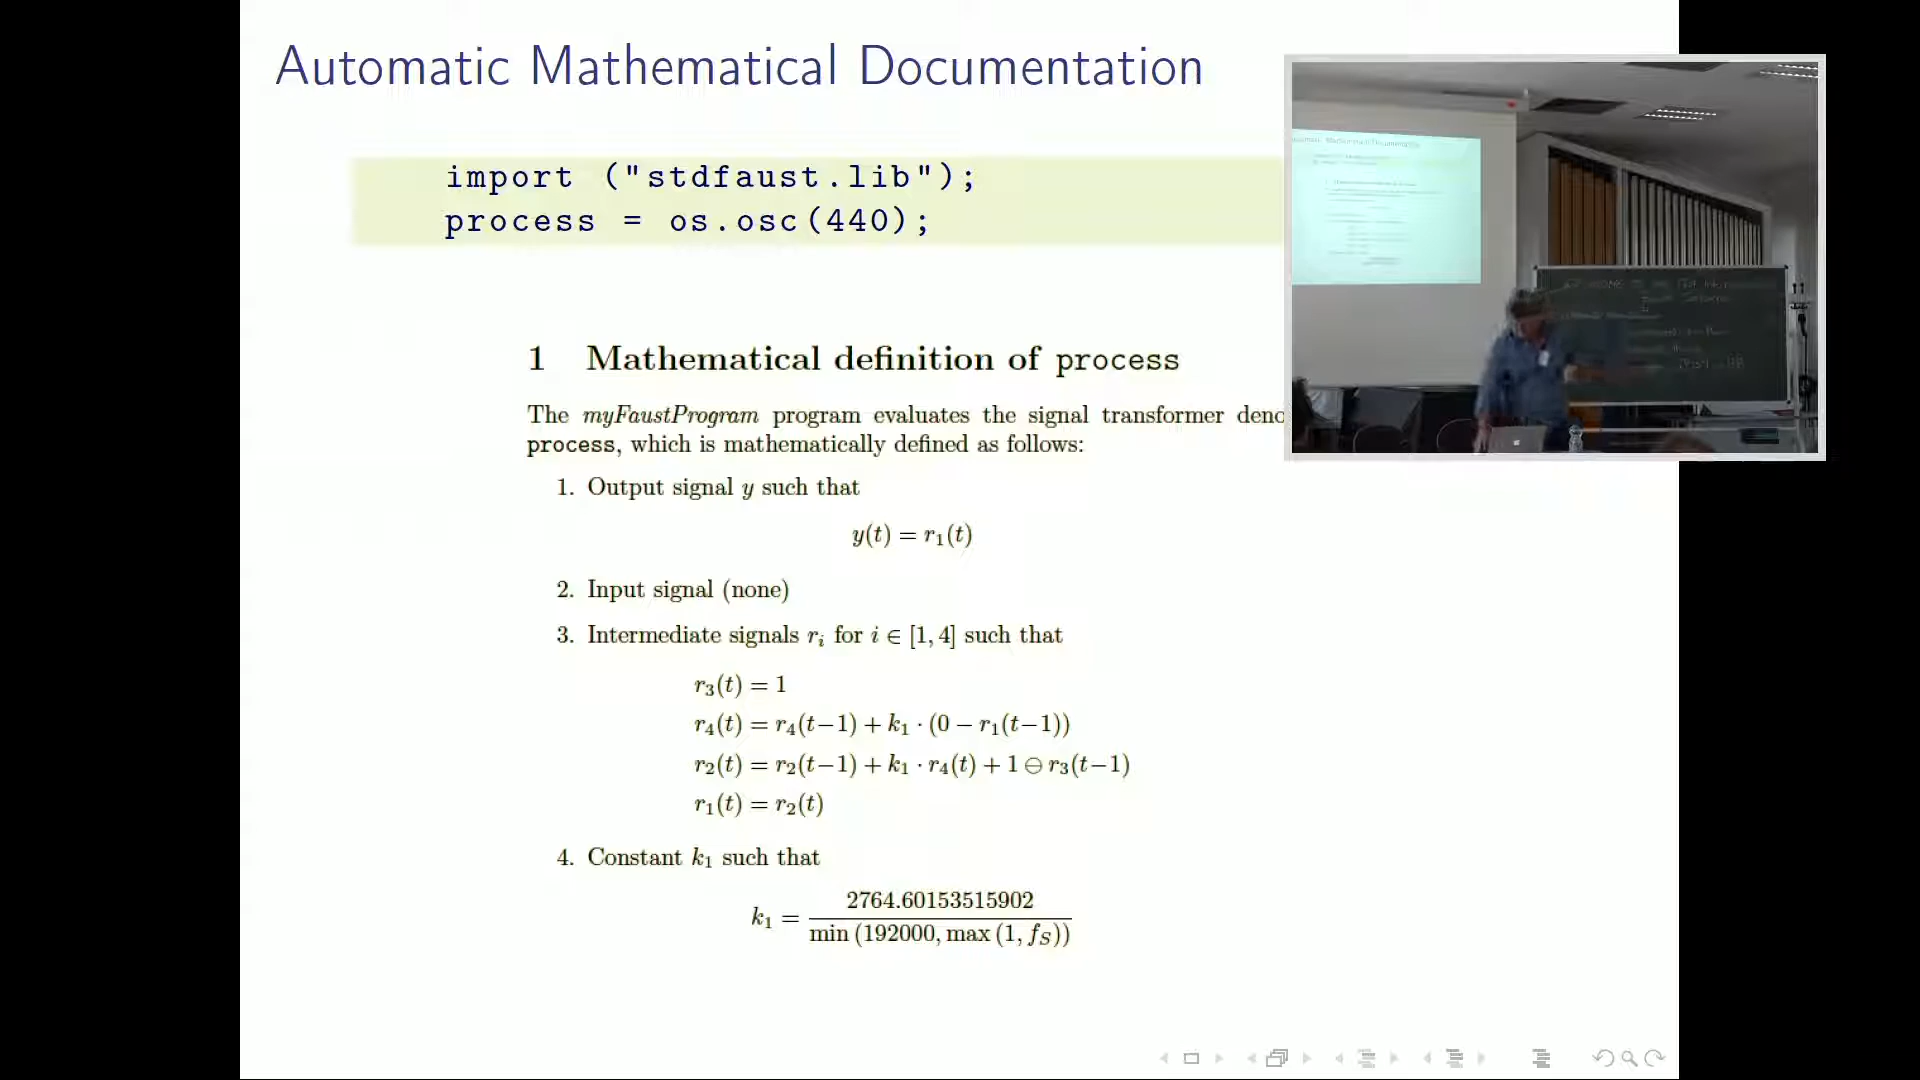 Automatic Mathematical Documentation
import ("stdfaust.lib");
process = os.osc(440);
1 Mathematical definition of process
The myFaustProgram program evaluates the signal transformer deno
process, which is mathematically defined as follows:
1. Output signal y such that
y(t) = r₁(t)
2. Input signal (none)
3. Intermediate signals rᵢ for i ∈ [1, 4] such that
r₃(t) = 1
r₄(t) = r₄(t−1) + k₁ · (0 − r₁(t−1))
r₂(t) = r₂(t−1) + k₁ · r₄(t) + 1 ⊖ r₃(t−1)
r₁(t) = r₂(t)
4. Constant k₁ such that
2764.60153515902
k₁ =
min (192000, max (1, fS))